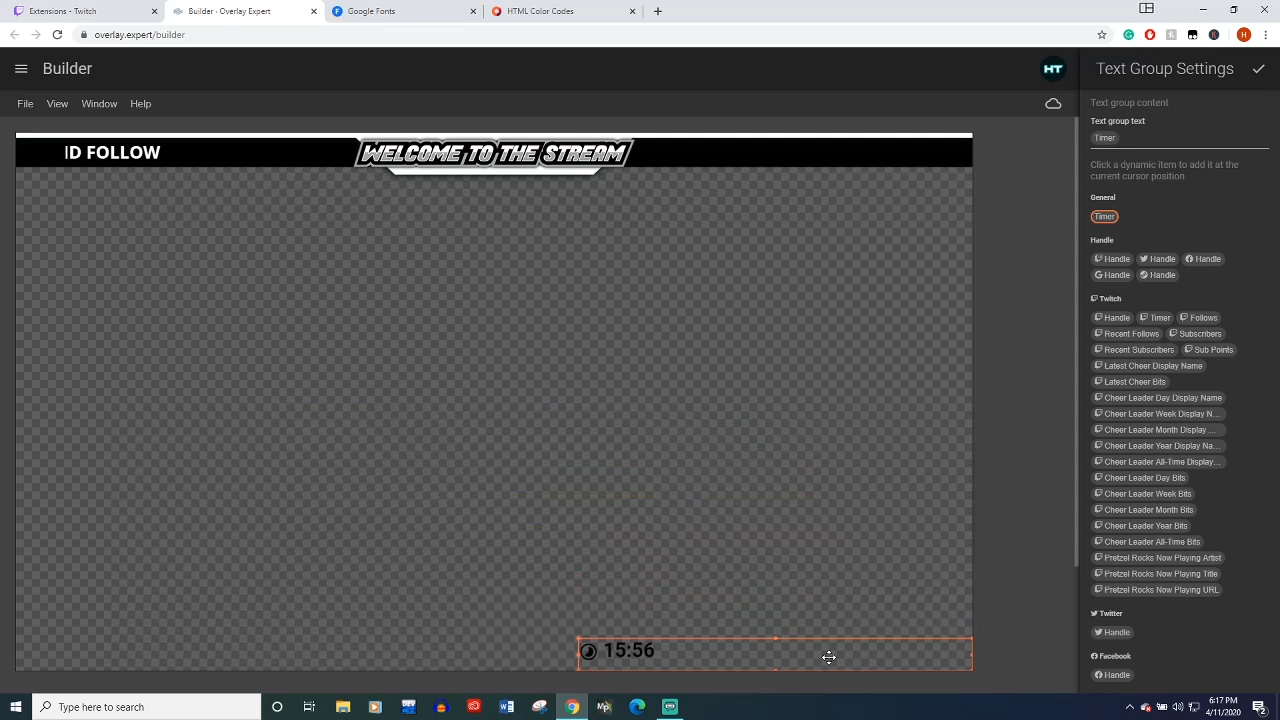 Extensions - Twitch
Builder · Overlay Expert
Google Fonts
HTML Color Codes
overlay.expert/builder
H
Builder
HT
File View Window Help
ID FOLLOW
WELCOME TO THE STREAM
15:56
Text Group Settings
Text group content
Text group text
Timer
Click a dynamic item to add it at the
current cursor position
General
Timer
Handle
Handle Handle Handle
Handle Handle
Twitch
Handle Timer Follows
Recent Follows Subscribers
Recent Subscribers Sub Points
Latest Cheer Display Name
Latest Cheer Bits
Cheer Leader Day Display Name
Cheer Leader Week Display N...
Cheer Leader Month Display ...
Cheer Leader Year Display Na...
Cheer Leader All-Time Display...
Cheer Leader Day Bits
Cheer Leader Week Bits
Cheer Leader Month Bits
Cheer Leader Year Bits
Cheer Leader All-Time Bits
Pretzel Rocks Now Playing Artist
Pretzel Rocks Now Playing Title
Pretzel Rocks Now Playing URL
Twitter
Handle
Facebook
Handle
Type here to search
6:17 PM
4/11/2020